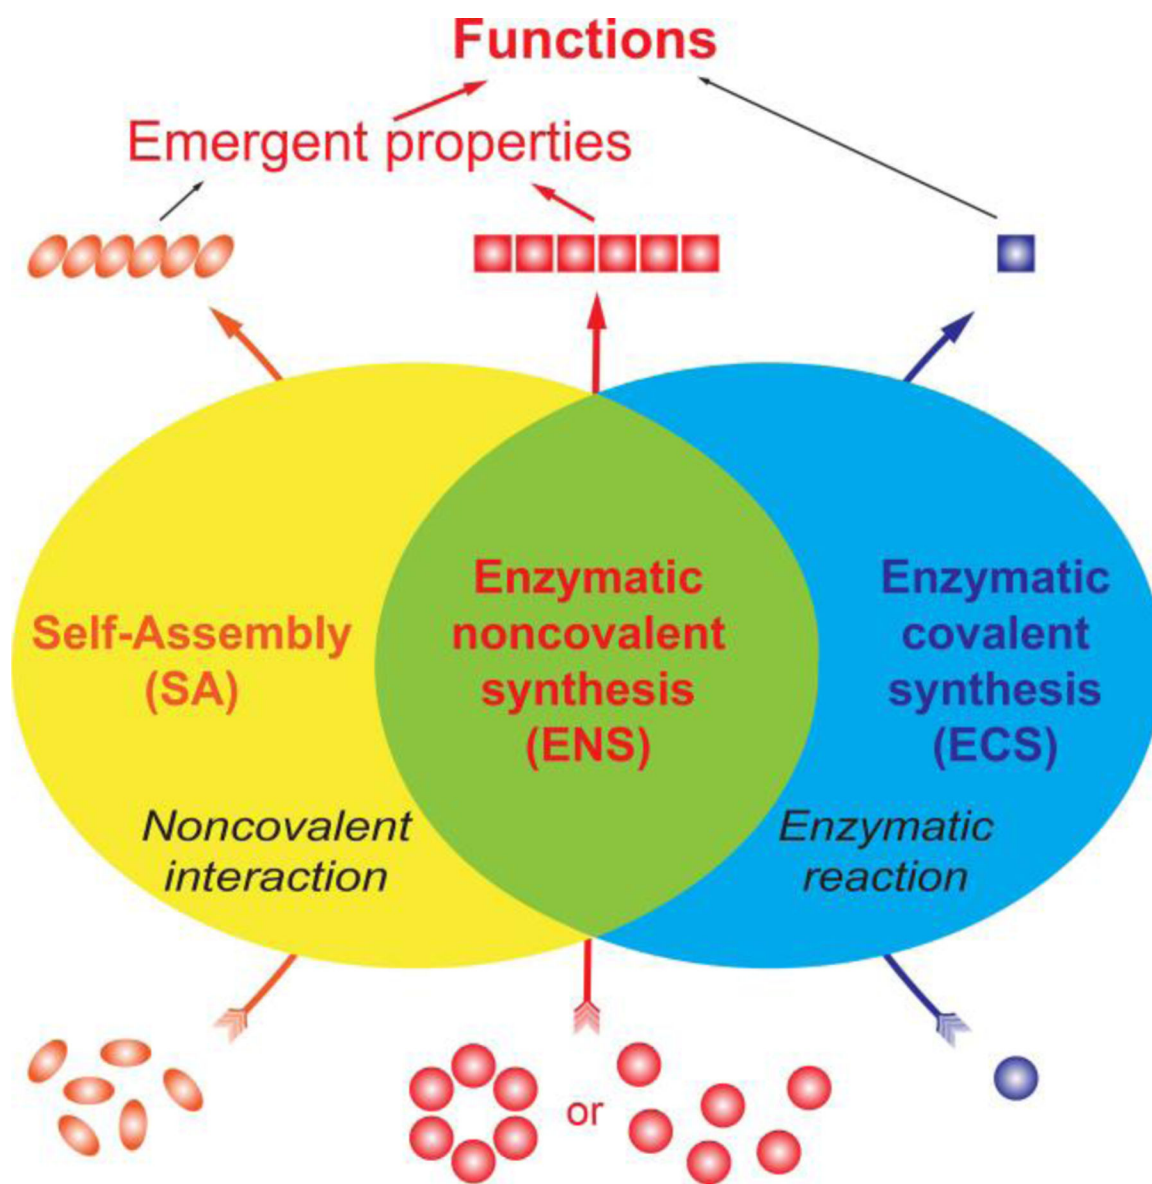 Functions
Emergent properties
Self-Assembly
(SA)
Enzymatic
noncovalent
synthesis
(ENS)
Enzymatic
covalent
synthesis
(ECS)
Noncovalent
interaction
Enzymatic
reaction
or